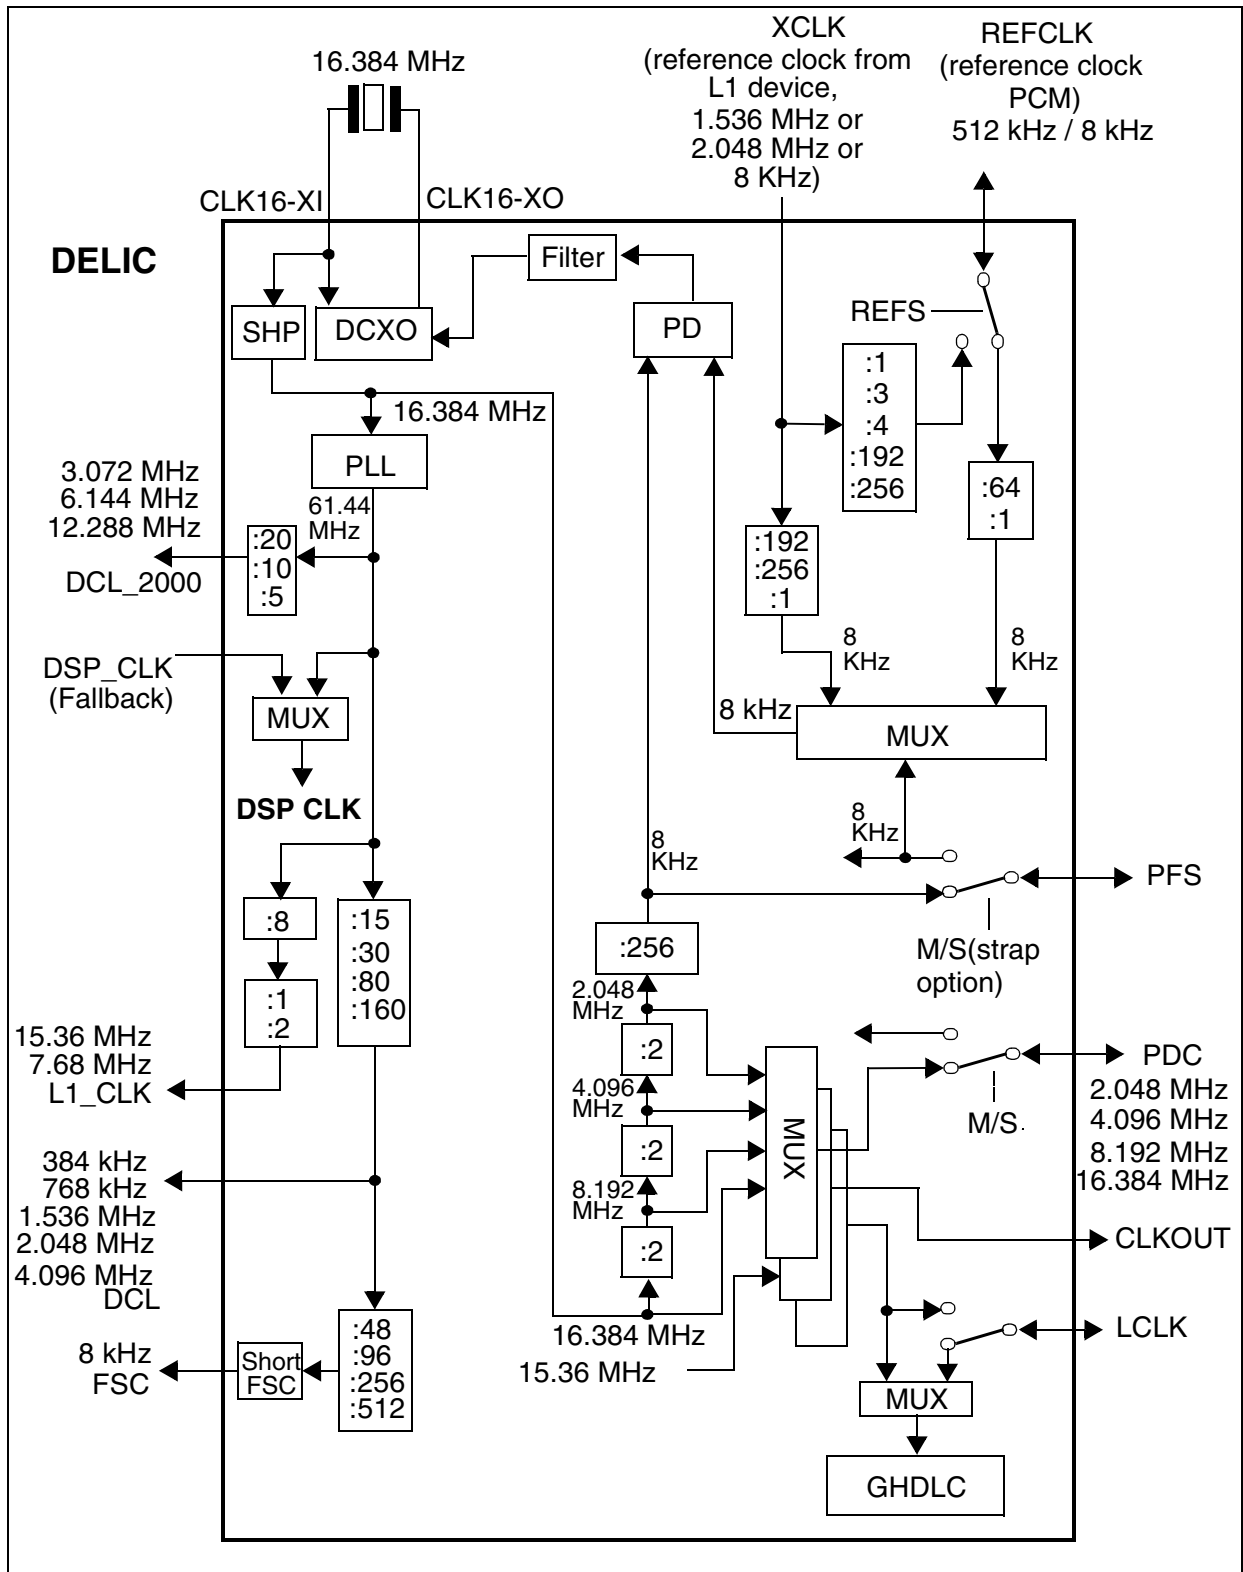 16.384 MHz
XCLK
(reference clock from
L1 device,
1.536 MHz or
2.048 MHz or
8 KHz)
REFCLK
(reference clock
PCM)
512 kHz / 8 kHz
CLK16-XI
CLK16-XO
DELIC
Filter
SHP
DCXO
PD
REFS
:1
:3
:4
:192
:256
16.384 MHz
PLL
:64
:1
3.072 MHz
6.144 MHz
12.288 MHz
DCL_2000
61.44
MHz
:20
:10
:5
:192
:256
:1
8
KHz
8
KHz
DSP_CLK
(Fallback)
MUX
8 kHz
MUX
DSP CLK
8
KHz
8
KHz
PFS
:8
:15
:30
:80
:160
:256
M/S(strap
option)
:1
:2
2.048
MHz
15.36 MHz
7.68 MHz
L1_CLK
:2
4.096
MHz
MUX
PDC
2.048 MHz
4.096 MHz
8.192 MHz
16.384 MHz
M/S.
:2
384 kHz
768 kHz
1.536 MHz
2.048 MHz
4.096 MHz
DCL
8.192
MHz
:2
CLKOUT
16.384 MHz
15.36 MHz
LCLK
8 kHz
FSC
Short
FSC
:48
:96
:256
:512
MUX
GHDLC